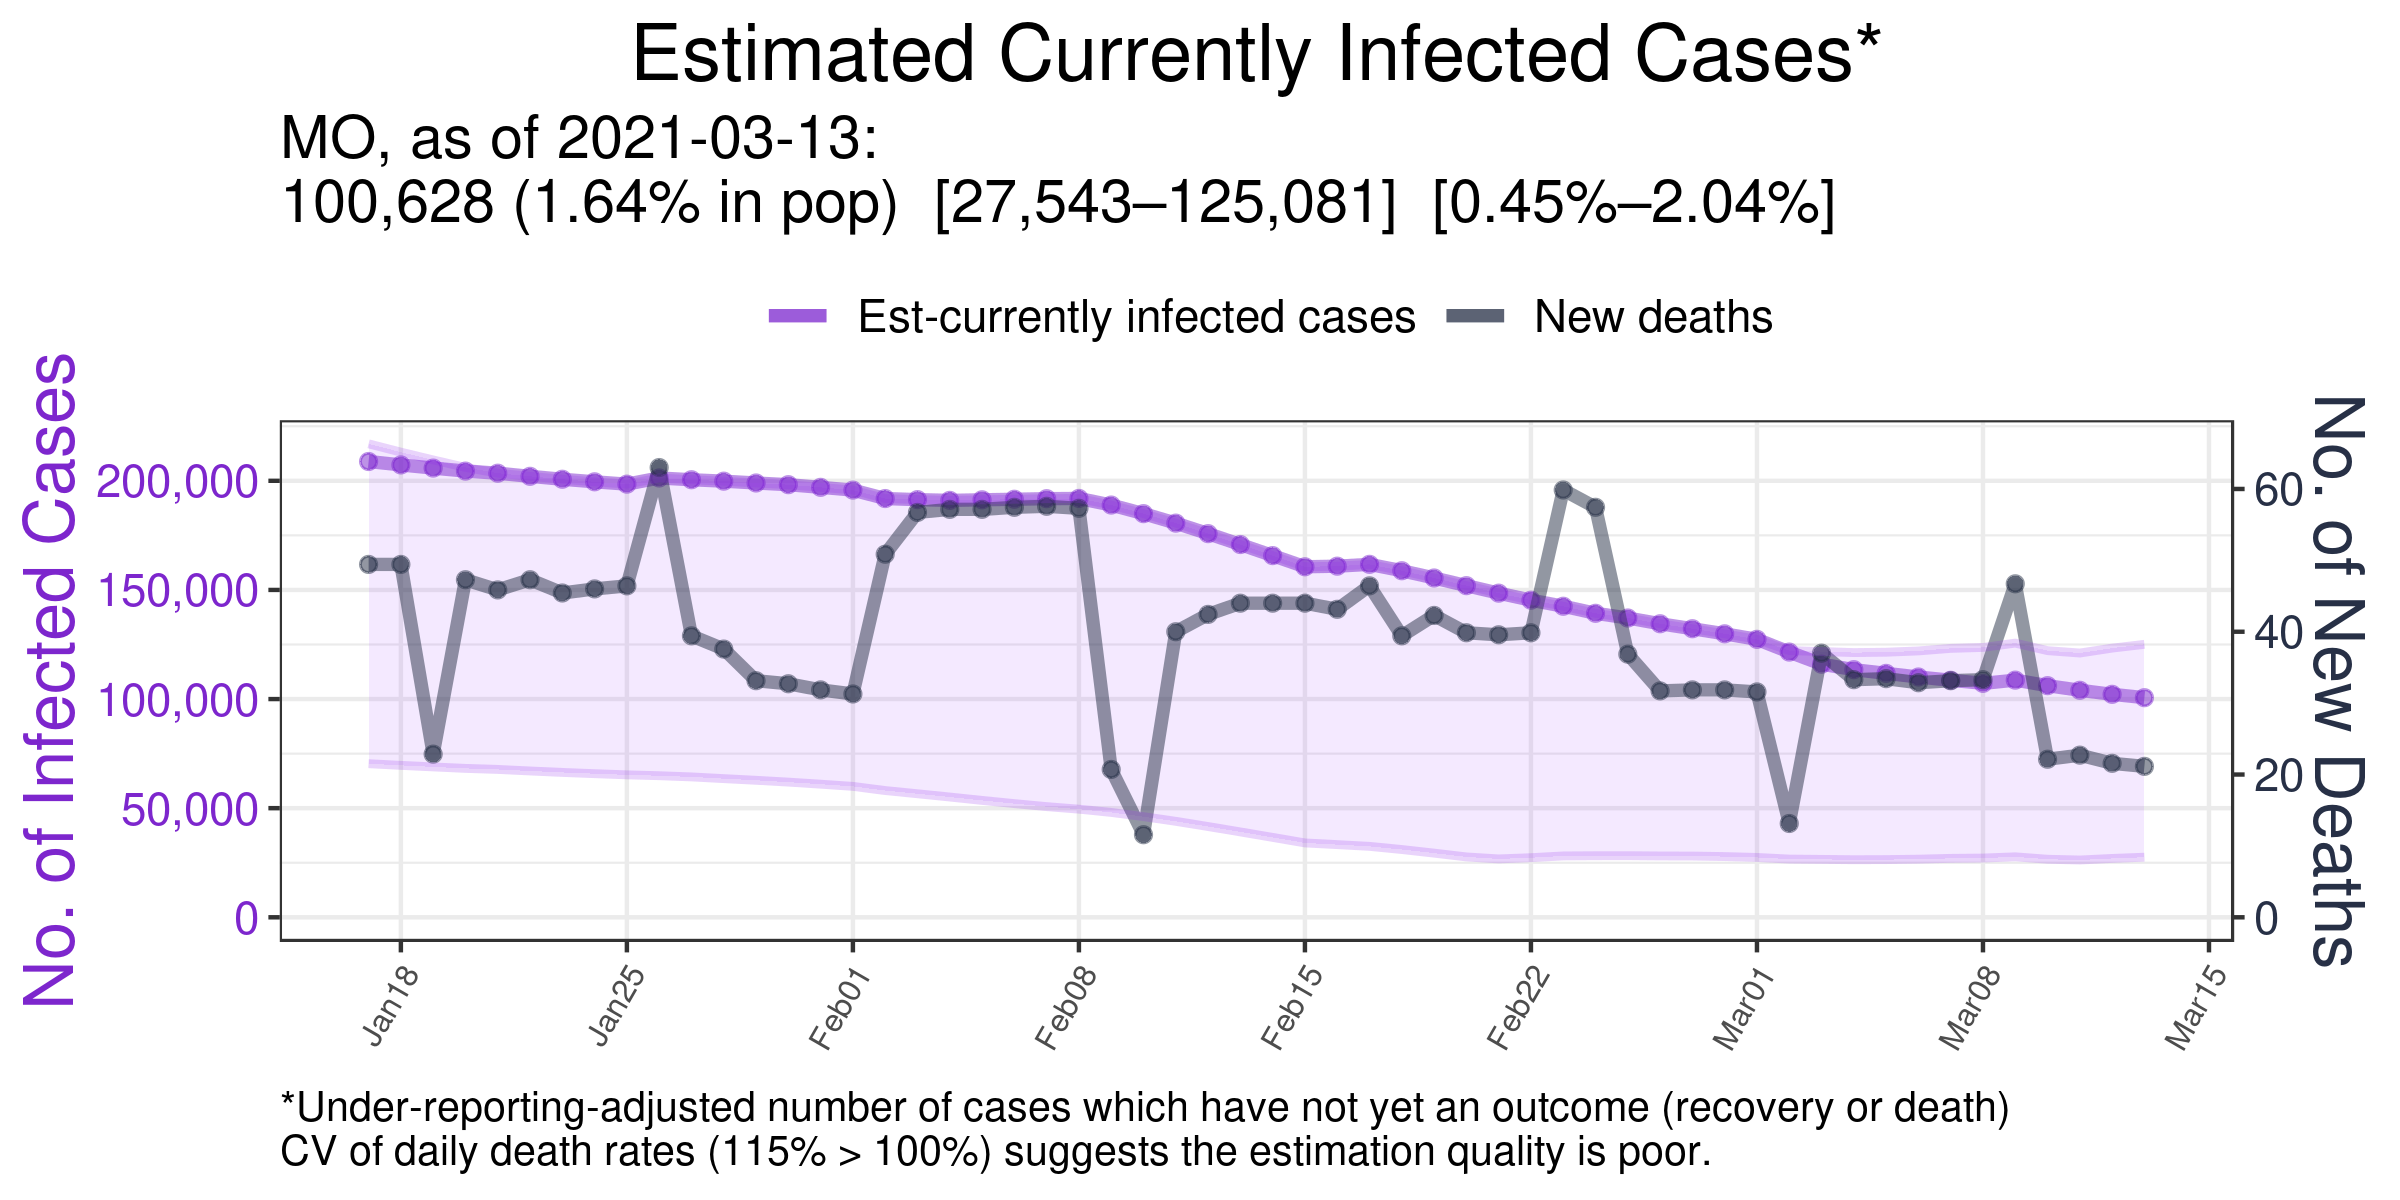 Estimated Currently Infected Cases*
MO, as of 2021-03-13:
100,628 (1.64% in pop)  [27,543–125,081]  [0.45%–2.04%]
Est-currently infected cases
New deaths
No. of Infected Cases
200,000
150,000
100,000
50,000
0
60
40
20
0
No. of New Deaths
Jan18
Jan25
Feb01
Feb08
Feb15
Feb22
Mar01
Mar08
Mar15
*Under-reporting-adjusted number of cases which have not yet an outcome (recovery or death)
CV of daily death rates (115% > 100%) suggests the estimation quality is poor.